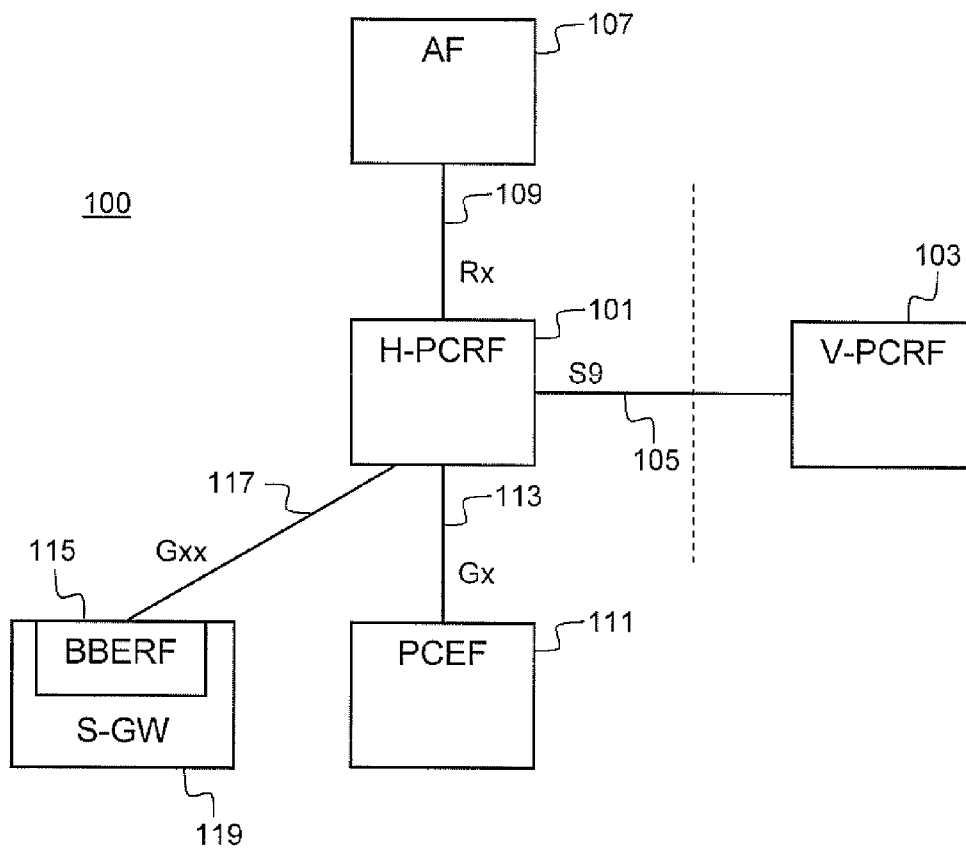 AF
107
100
109
Rx
103
101
H-PCRF
V-PCRF
S9
105
117
113
115
Gxx
Gx
111
BBERF
PCEF
S-GW
119